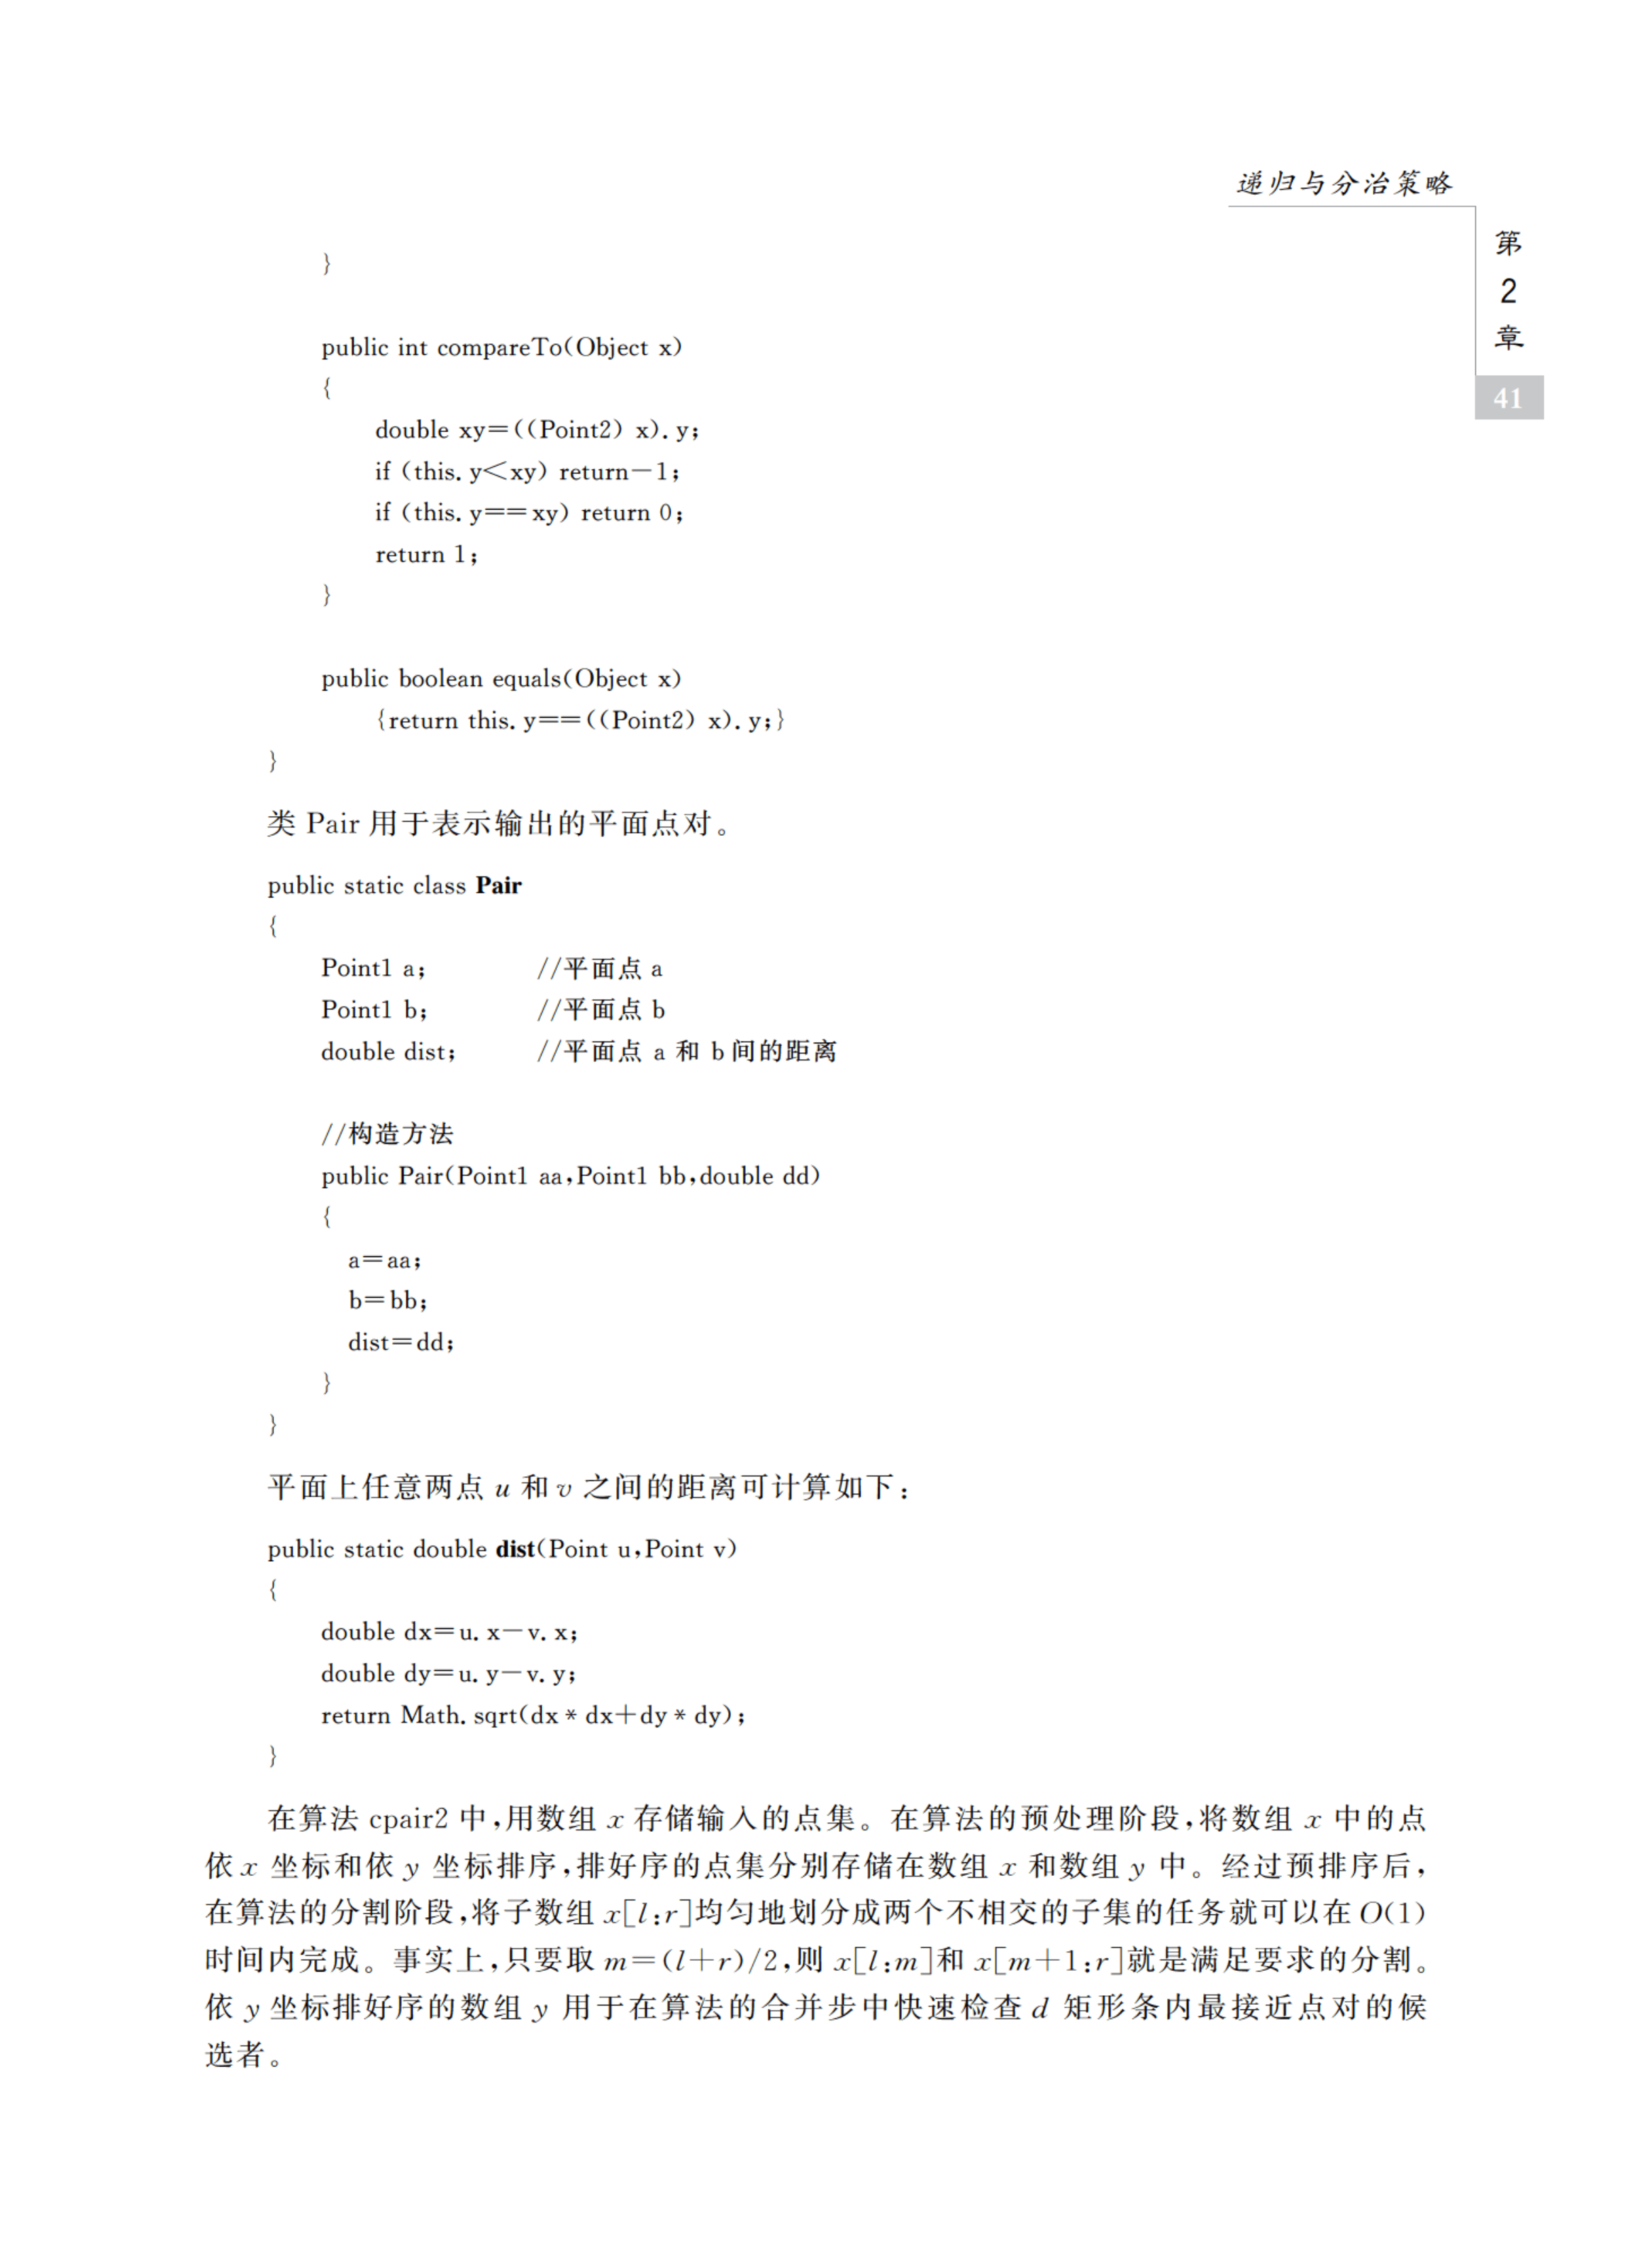 递归与分治策略
第
2
章
41
}
public int compareTo(Object x)
{
double xy=((Point2) x).y;
if (this.y<xy) return-1;
if (this.y==xy) return 0;
return 1;
}
public boolean equals(Object x)
{return this.y==((Point2) x).y;}
}
类 Pair 用于表示输出的平面点对。
public static class Pair
{
Point1 a; //平面点 a
Point1 b; //平面点 b
double dist; //平面点 a 和 b 间的距离
//构造方法
public Pair(Point1 aa,Point1 bb,double dd)
{
a=aa;
b=bb;
dist=dd;
}
}
平面上任意两点 u 和 v 之间的距离可计算如下:
public static double dist(Point u,Point v)
{
double dx=u.x-v.x;
double dy=u.y-v.y;
return Math.sqrt(dx * dx+dy * dy);
}
在算法 cpair2 中,用数组 x 存储输入的点集。在算法的预处理阶段,将数组 x 中的点
依 x 坐标和依 y 坐标排序,排好序的点集分别存储在数组 x 和数组 y 中。经过预排序后,
在算法的分割阶段,将子数组 x[l:r]均匀地划分成两个不相交的子集的任务就可以在 O(1)
时间内完成。事实上,只要取 m=(l+r)/2,则 x[l:m]和 x[m+1:r]就是满足要求的分割。
依 y 坐标排好序的数组 y 用于在算法的合并步中快速检查 d 矩形条内最接近点对的候
选者。